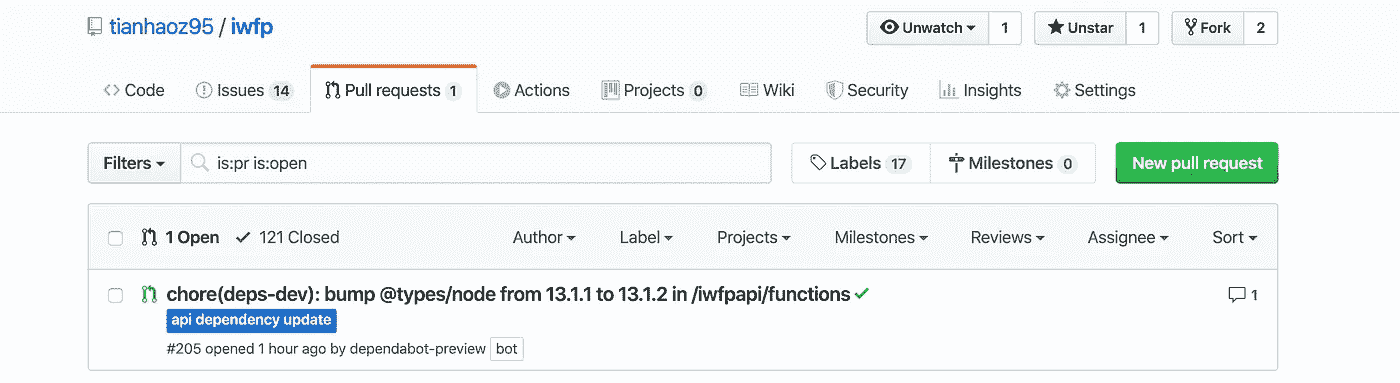 tianhaoz95 / iwfp
Unwatch 1 Unstar 1 Fork 2
Code Issues 14 Pull requests 1 Actions Projects 0 Wiki Security Insights Settings
Filters is:pr is:open Labels 17 Milestones 0 New pull request
1 Open 121 Closed Author Label Projects Milestones Reviews Assignee Sort
chore(deps-dev): bump @types/node from 13.1.1 to 13.1.2 in /iwfpapi/functions 1
api dependency update
#205 opened 1 hour ago by dependabot-preview bot